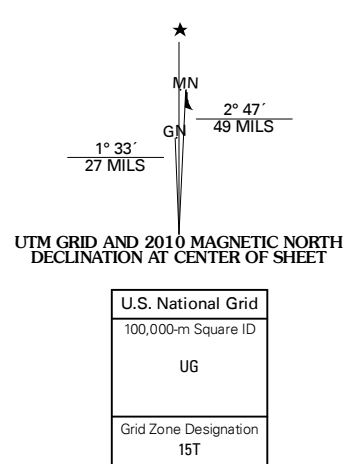 ★
MN
GN
2° 47´
49 MILS
1° 33´
27 MILS
UTM GRID AND 2010 MAGNETIC NORTH
DECLINATION AT CENTER OF SHEET
U.S. National Grid
100,000-m Square ID
UG
Grid Zone Designation
15T